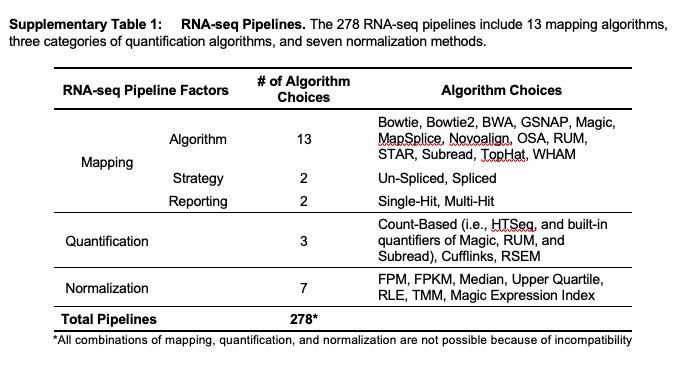 Supplementary Table 1: RNA-seq Pipelines. The 278 RNA-seq pipelines include 13 mapping algorithms,
three categories of quantification algorithms, and seven normalization methods.
RNA-seq Pipeline Factors # of Algorithm Choices Algorithm Choices
Mapping
Algorithm 13 Bowtie, Bowtie2, BWA, GSNAP, Magic,
MapSplice, Novoalign, OSA, RUM,
STAR, Subread, TopHat, WHAM
Strategy 2 Un-Spliced, Spliced
Reporting 2 Single-Hit, Multi-Hit
Quantification 3 Count-Based (i.e., HTSeq, and built-in
quantifiers of Magic, RUM, and
Subread), Cufflinks, RSEM
Normalization 7 FPM, FPKM, Median, Upper Quartile,
RLE, TMM, Magic Expression Index
Total Pipelines 278*
*All combinations of mapping, quantification, and normalization are not possible because of incompatibility